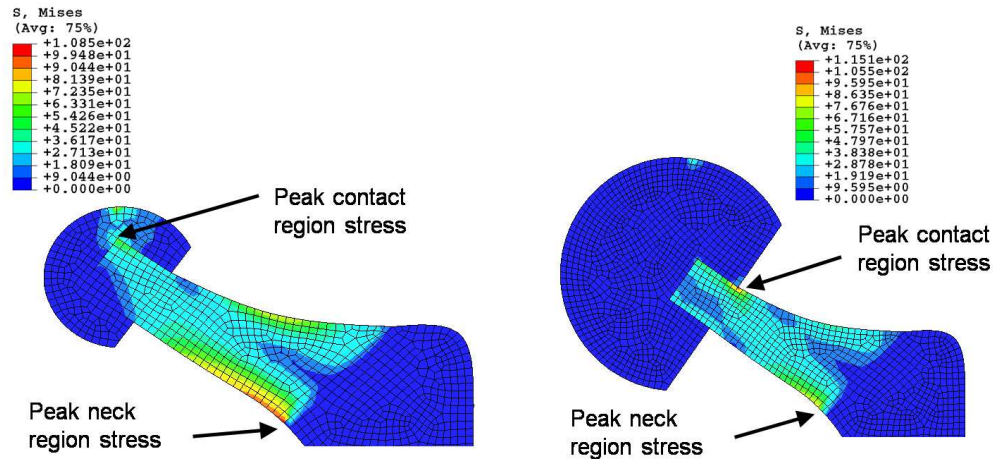 S, Mises
(Avg: 75%)
+1.085e+02
+9.948e+01
+9.044e+01
+8.139e+01
+7.235e+01
+6.331e+01
+5.426e+01
+4.522e+01
+3.617e+01
+2.713e+01
+1.809e+01
+9.044e+00
+0.000e+00
Peak contact
region stress
Peak neck
region stress
S, Mises
(Avg: 75%)
+1.151e+02
+1.055e+02
+9.595e+01
+8.635e+01
+7.676e+01
+6.716e+01
+5.757e+01
+4.797e+01
+3.838e+01
+2.878e+01
+1.919e+01
+9.595e+00
+0.000e+00
Peak contact
region stress
Peak neck
region stress